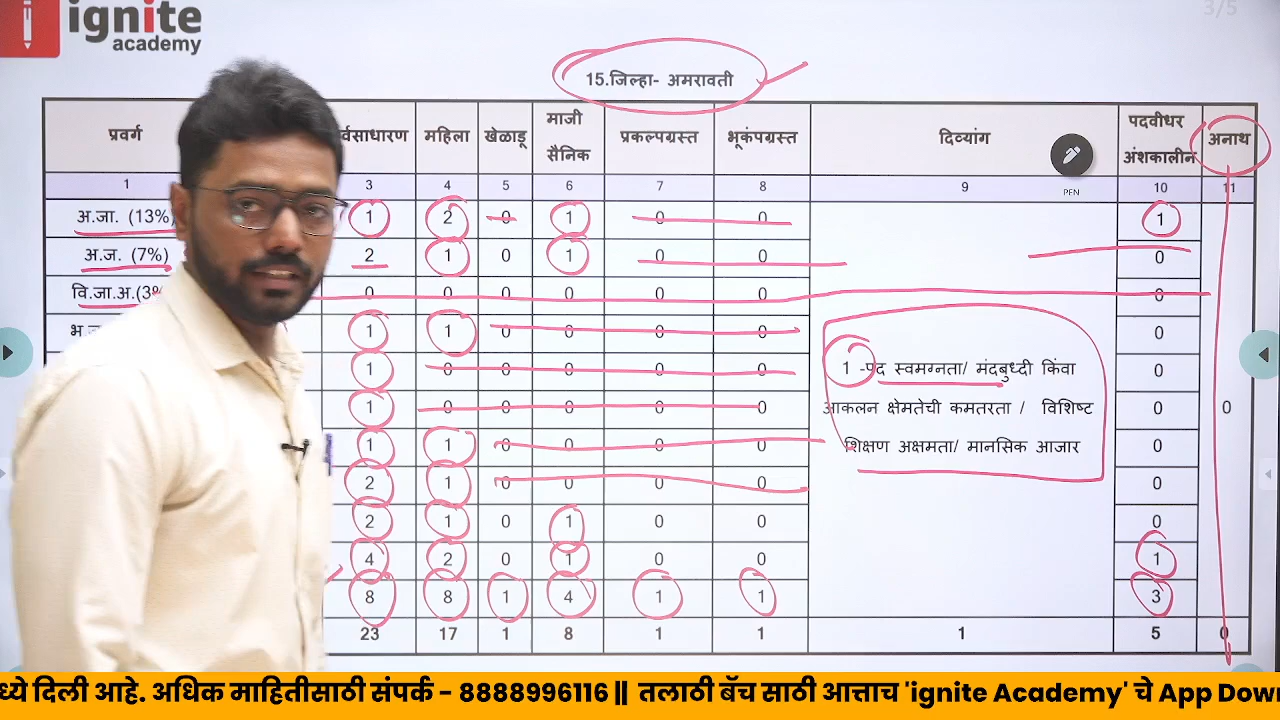 3/5
ignite
academy
15.जिल्हा- अमरावती
प्रवर्ग र्वसाधारण महिला खेळाडू माजी सैनिक प्रकल्पग्रस्त भूकंपग्रस्त दिव्यांग पदवीधर अंशकालीन अनाथ
PEN
1 3 4 5 6 7 8 9 10 11
अ.जा. (13%) 1 2 0 1 0 0 1
अ.ज. (7%) 2 1 0 1 0 0 0
वि.जा.अ.(3% 0 0 0 0 0 0 0
भ.ज 1 1 0 0 0 0 0
1 0 0 0 0 0 1 -पद स्वमग्नता/ मंदबुध्दी किंवा 0
1 0 0 0 0 0 आकलन क्षेमतेची कमतरता / विशिष्ट 0 0
1 1 0 0 0 0 शिक्षण अक्षमता/ मानसिक आजार 0
2 1 0 0 0 0 0
2 1 0 1 0 0 0
4 2 0 1 0 0 1
8 8 1 4 1 1 3
23 17 1 8 1 1 1 5 0
ध्ये दिली आहे. अधिक माहितीसाठी संपर्क - 8888996116 || तलाठी बॅच साठी आत्ताच 'ignite Academy' चे App Down